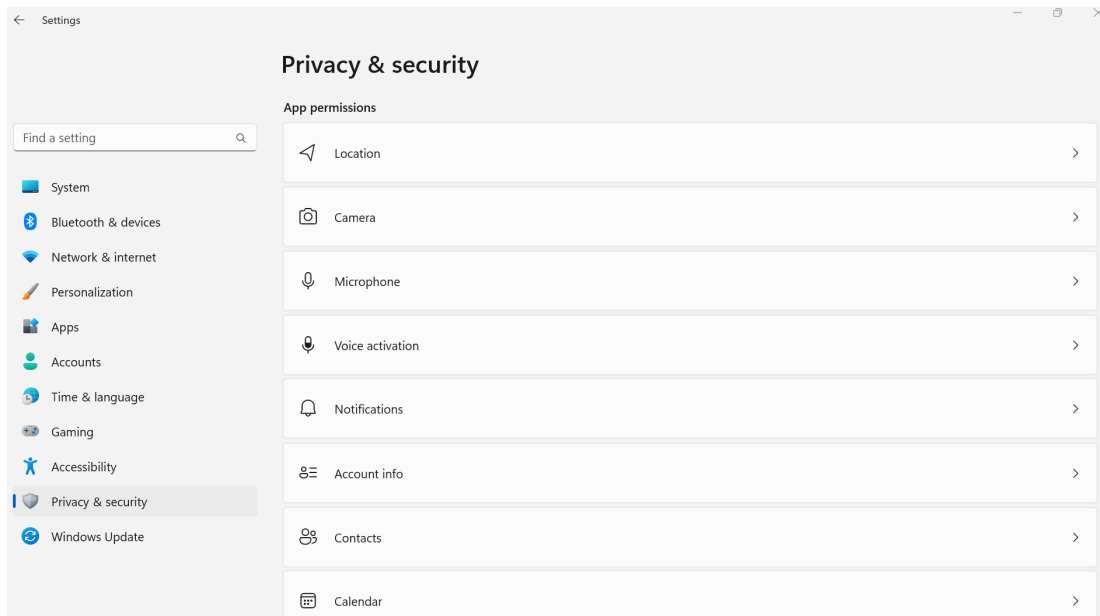 Settings
Privacy & security
App permissions
Find a setting
Location
System
Bluetooth & devices
Camera
Network & internet
Microphone
Personalization
Apps
Voice activation
Accounts
Time & language
Notifications
Gaming
Accessibility
Account info
Privacy & security
Windows Update
Contacts
Calendar